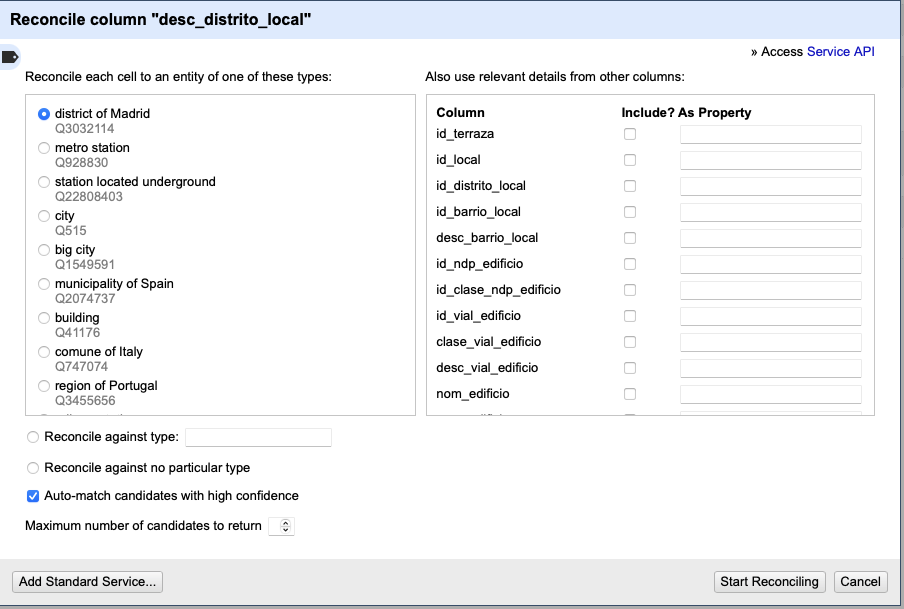 Reconcile column "desc_distrito_local"
» Access Service API
Reconcile each cell to an entity of one of these types:
district of Madrid
Q3032114
metro station
Q928830
station located underground
Q22808403
city
Q515
big city
Q1549591
municipality of Spain
Q2074737
building
Q41176
comune of Italy
Q747074
region of Portugal
Q3455656
Also use relevant details from other columns:
Column Include? As Property
id_terraza
id_local
id_distrito_local
id_barrio_local
desc_barrio_local
id_ndp_edificio
id_clase_ndp_edificio
id_vial_edificio
clase_vial_edificio
desc_vial_edificio
nom_edificio
Reconcile against type:
Reconcile against no particular type
Auto-match candidates with high confidence
Maximum number of candidates to return
Add Standard Service...
Start Reconciling
Cancel